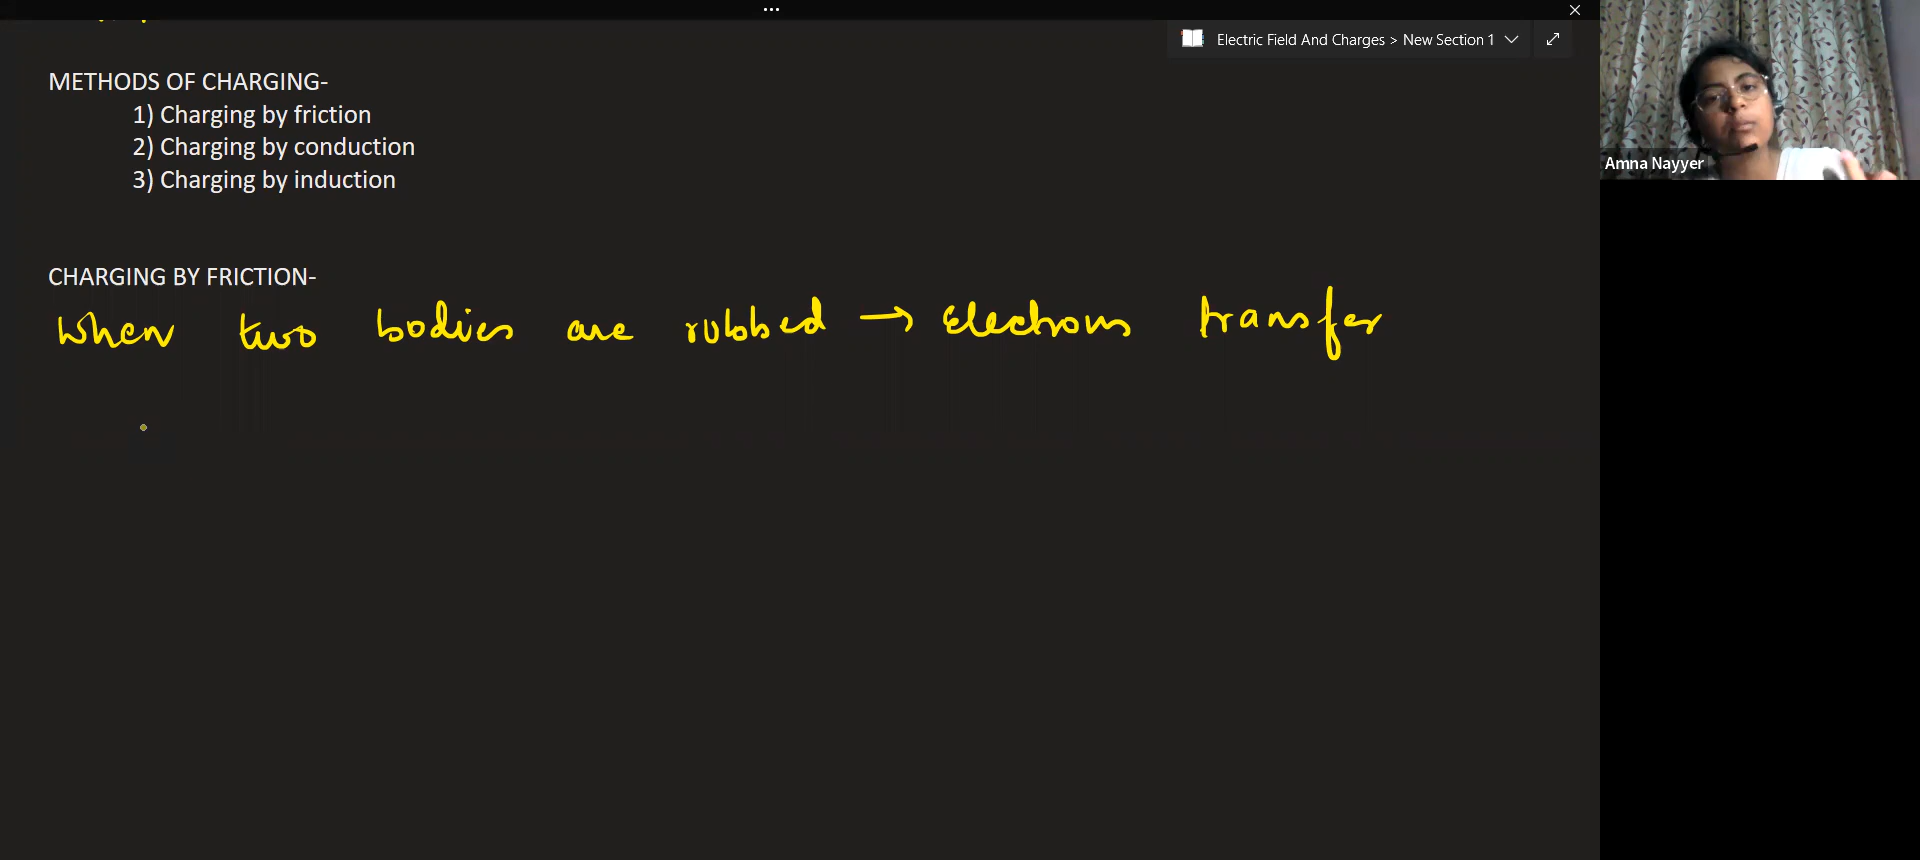 Electric Field And Charges > New Section 1
METHODS OF CHARGING-
1) Charging by friction
2) Charging by conduction
3) Charging by induction
Amna Nayyer
CHARGING BY FRICTION-
When two bodies are rubbed → Electrons transfer